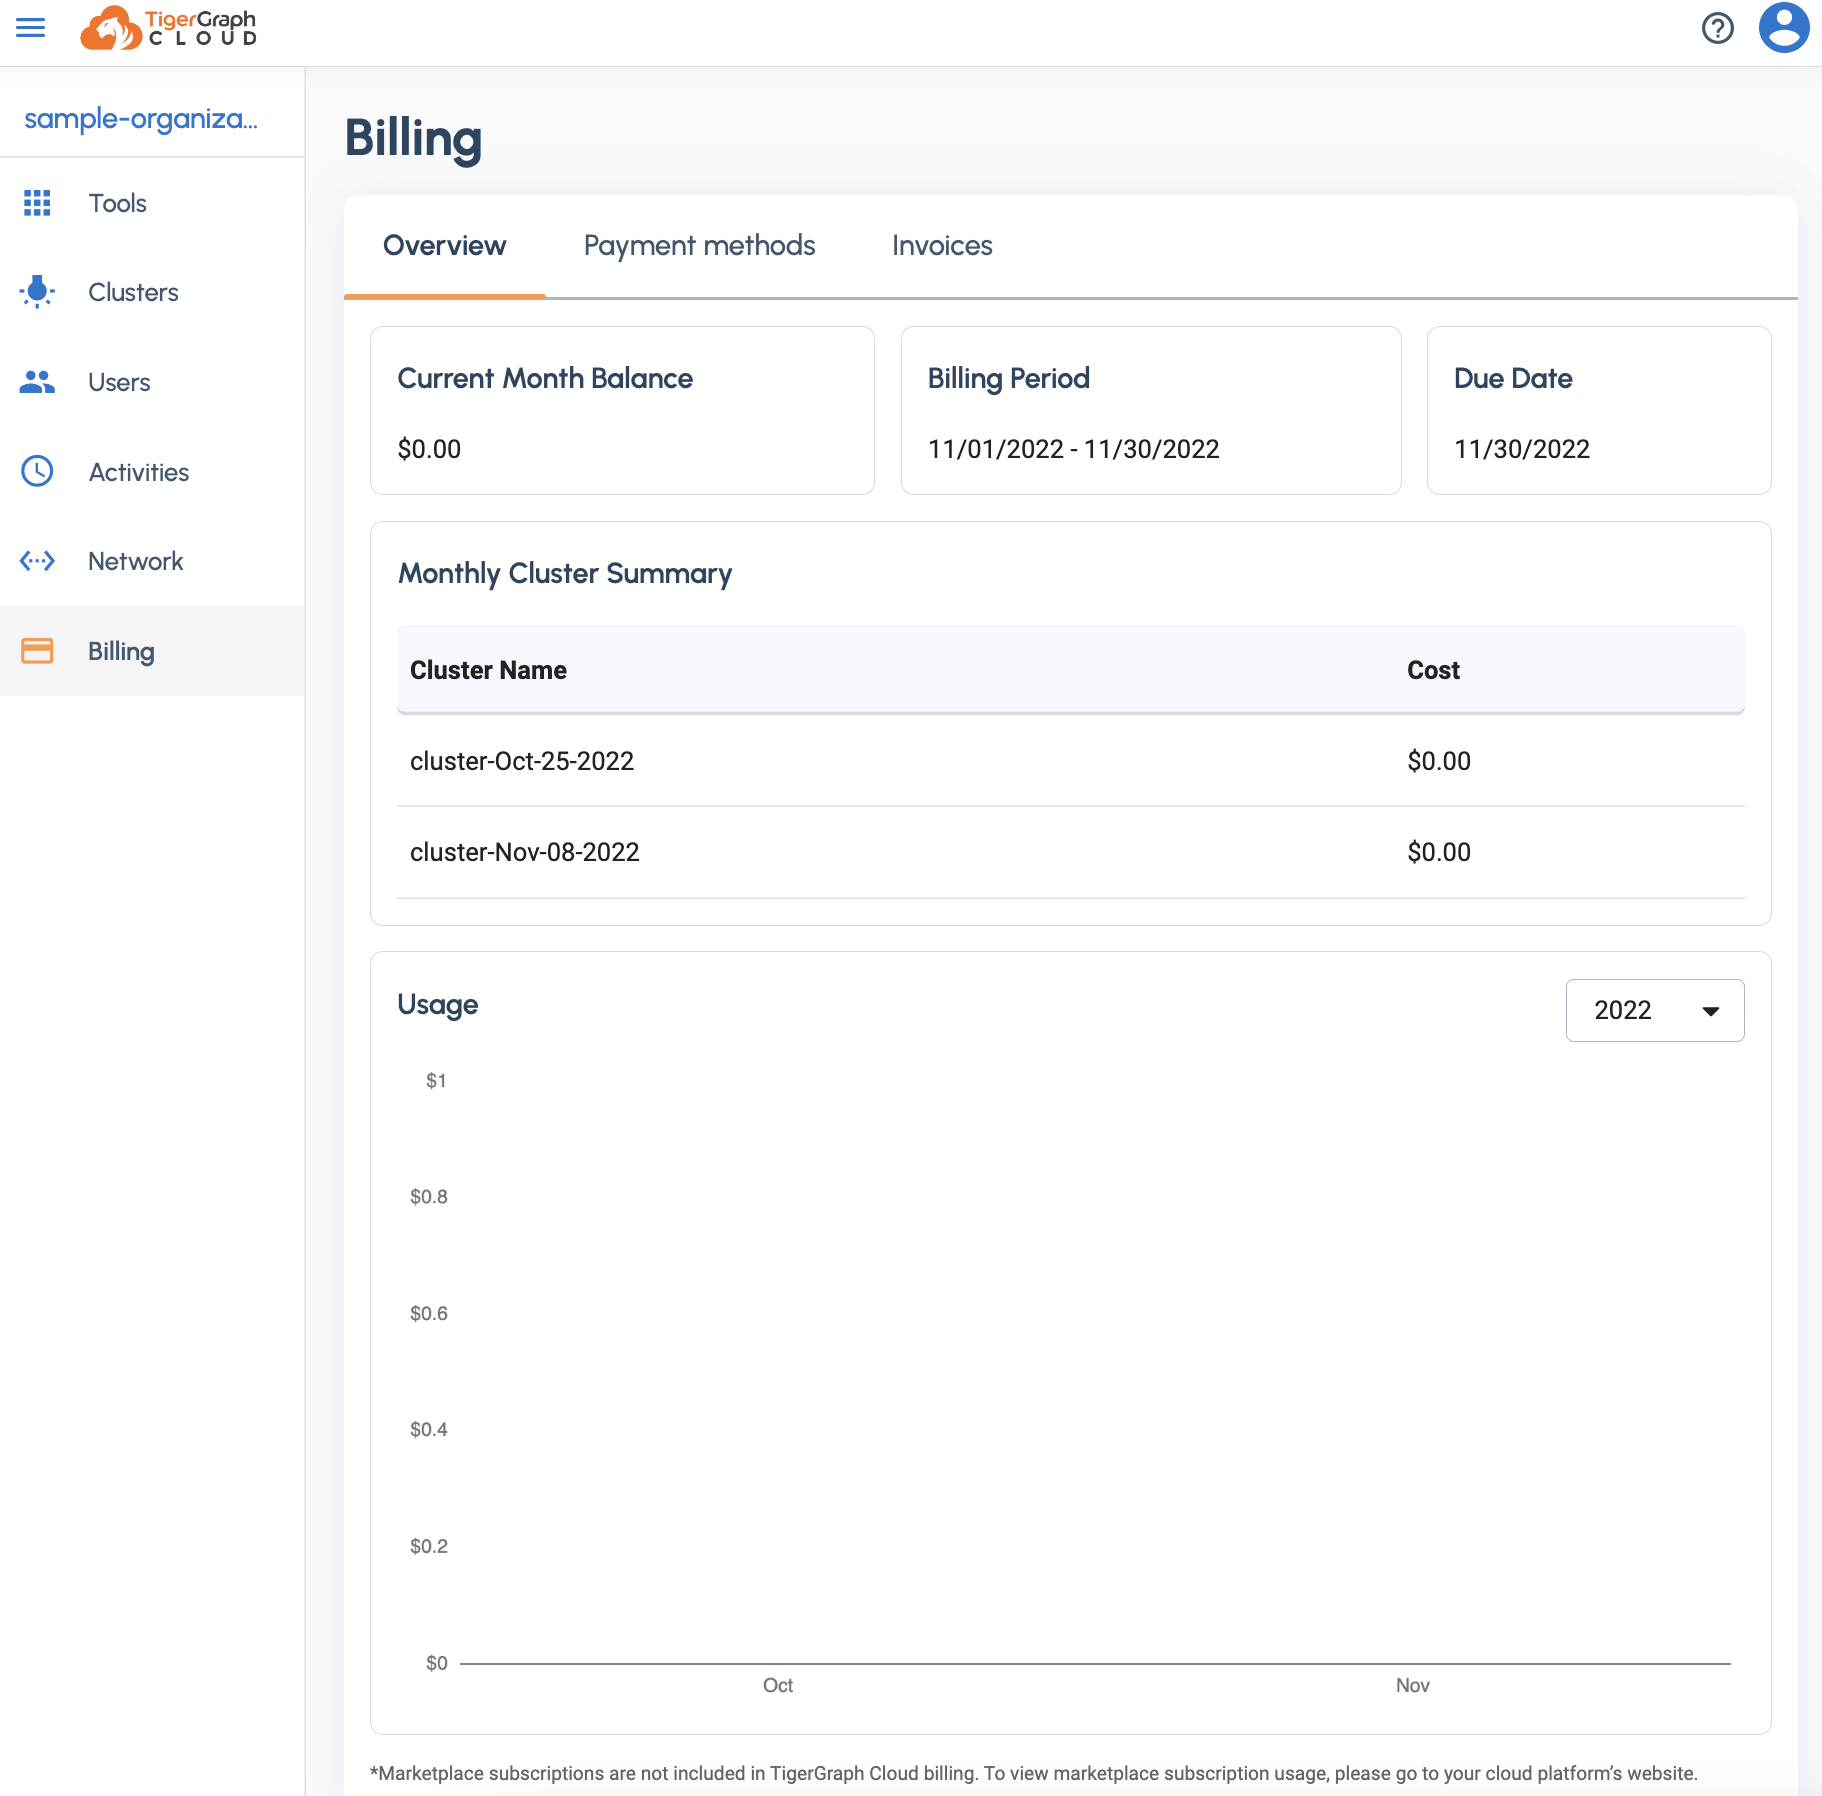 TigerGraph
CLOUD
sample-organiza...
Tools
Clusters
Users
Activities
Network
Billing
Billing
Overview
Payment methods
Invoices
Current Month Balance
$0.00
Billing Period
11/01/2022 - 11/30/2022
Due Date
11/30/2022
Monthly Cluster Summary
Cluster Name Cost
cluster-Oct-25-2022 $0.00
cluster-Nov-08-2022 $0.00
Usage
2022
$1
$0.8
$0.6
$0.4
$0.2
$0
Oct Nov
*Marketplace subscriptions are not included in TigerGraph Cloud billing. To view marketplace subscription usage, please go to your cloud platform’s website.